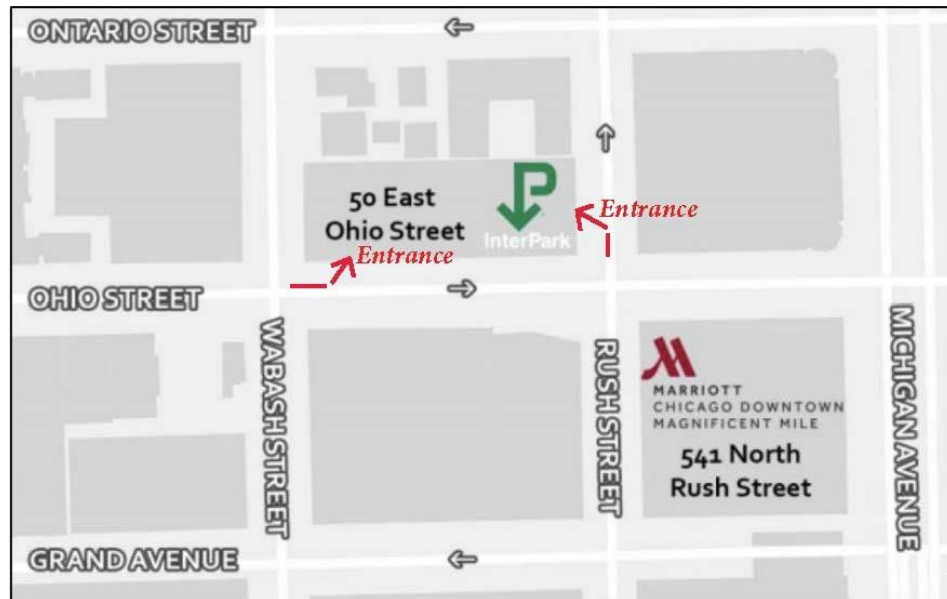 ONTARIO STREET
50 East
Ohio Street
P
InterPark
Entrance
Entrance
OHIO STREET
WABASH STREET
RUSH STREET
MICHIGAN AVENUE
MARRIOTT
CHICAGO DOWNTOWN
MAGNIFICENT MILE
541 North
Rush Street
GRAND AVENUE